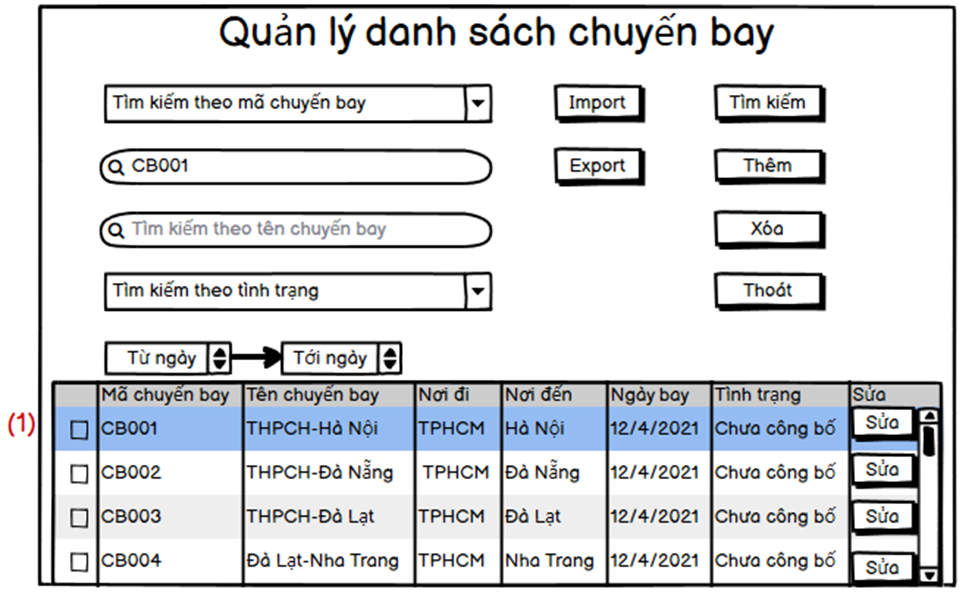 Quản lý danh sách chuyến bay
Tìm kiếm theo mã chuyến bay Import Tìm kiếm
CB001 Export Thêm
Tìm kiếm theo tên chuyến bay Xóa
Tìm kiếm theo tình trạng Thoát
Từ ngày Tới ngày
Mã chuyến bay Tên chuyến bay Nơi đi Nơi đến Ngày bay Tình trạng Sửa
(1) CB001 THPCH-Hà Nội TPHCM Hà Nội 12/4/2021 Chưa công bố Sửa
CB002 THPCH-Đà Nẵng TPHCM Đà Nẵng 12/4/2021 Chưa công bố Sửa
CB003 THPCH-Đà Lạt TPHCM Đà Lạt 12/4/2021 Chưa công bố Sửa
CB004 Đà Lạt-Nha Trang TPHCM Nha Trang 12/4/2021 Chưa công bố Sửa